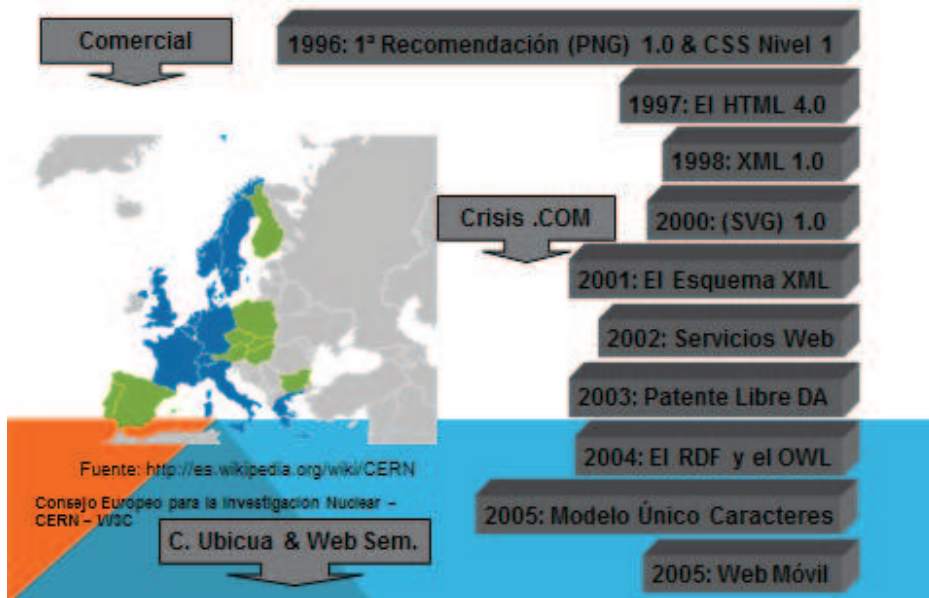 Comercial
1996: 1ª Recomendación (PNG) 1.0 & CSS Nivel 1
1997: El HTML 4.0
1998: XML 1.0
Crisis .COM
2000: (SVG) 1.0
2001: El Esquema XML
2002: Servicios Web
2003: Patente Libre DA
2004: El RDF y el OWL
Fuente: http://es.wikipedia.org/wiki/CERN
Consejo Europeo para la Investigación Nuclear –
CERN – W3C
2005: Modelo Único Caracteres
C. Ubicua & Web Sem.
2005: Web Móvil